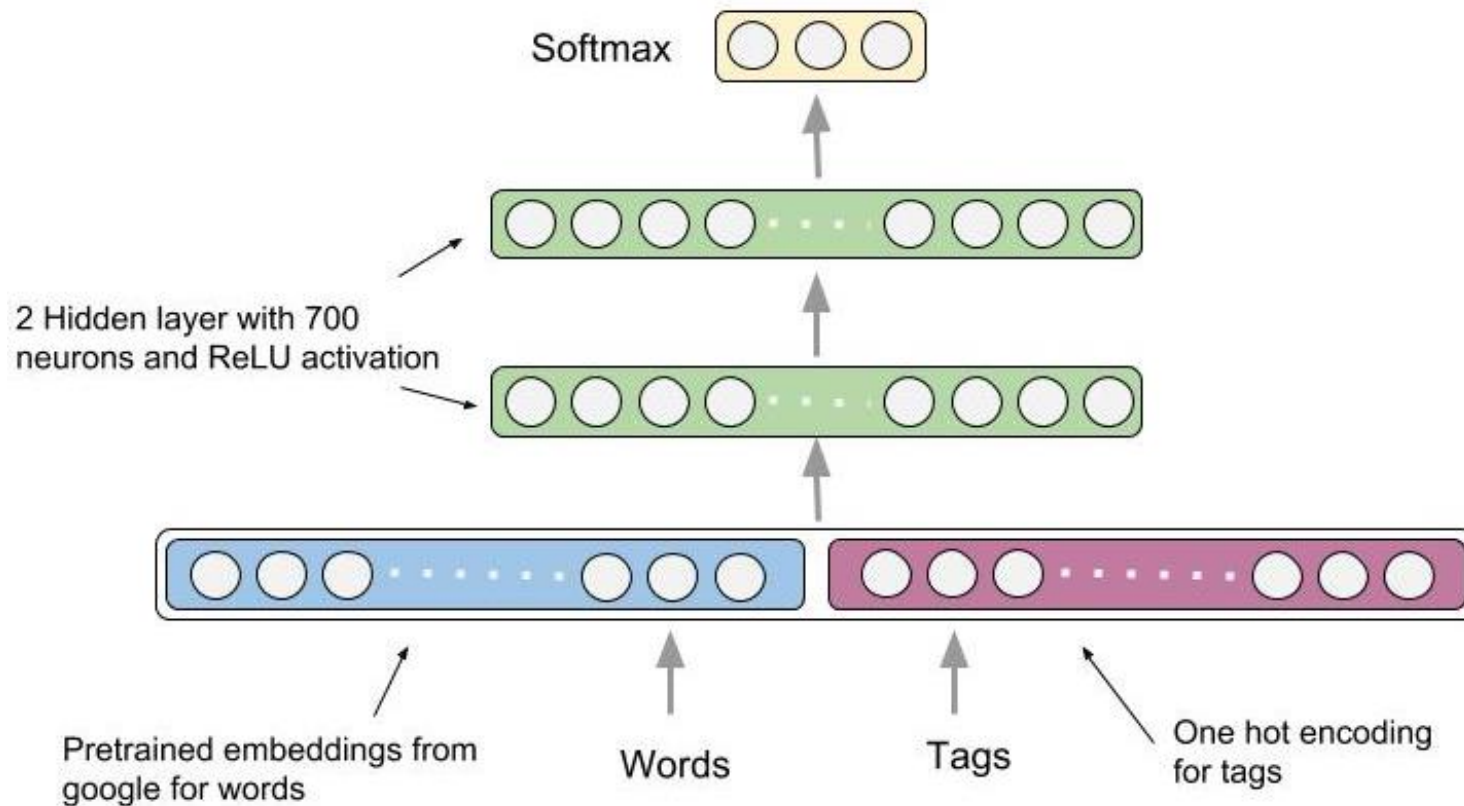 Softmax
2 Hidden layer with 700
neurons and ReLU activation
Pretrained embeddings from
google for words
Words
Tags
One hot encoding
for tags